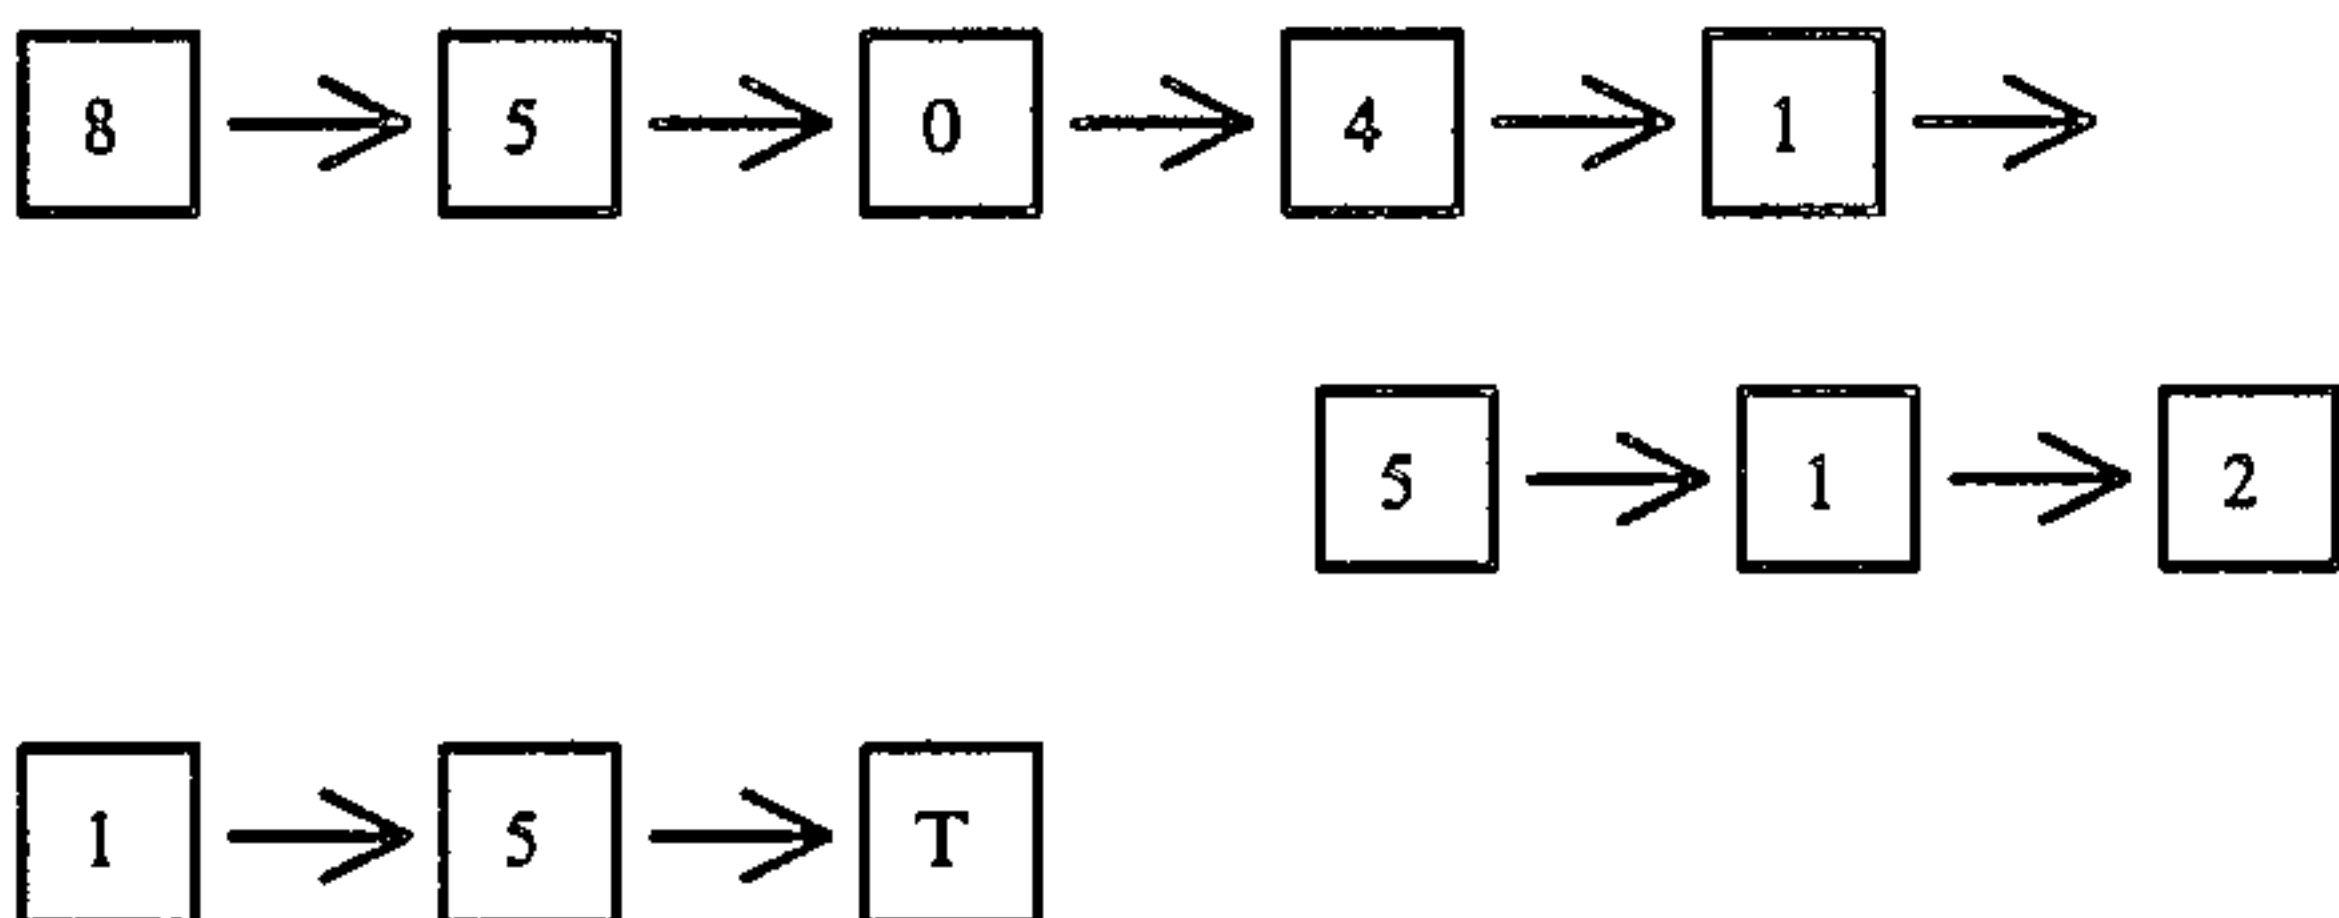 8 → 5 → 0 → 4 → 1 →
5 → 1 → 2
1 → 5 → T